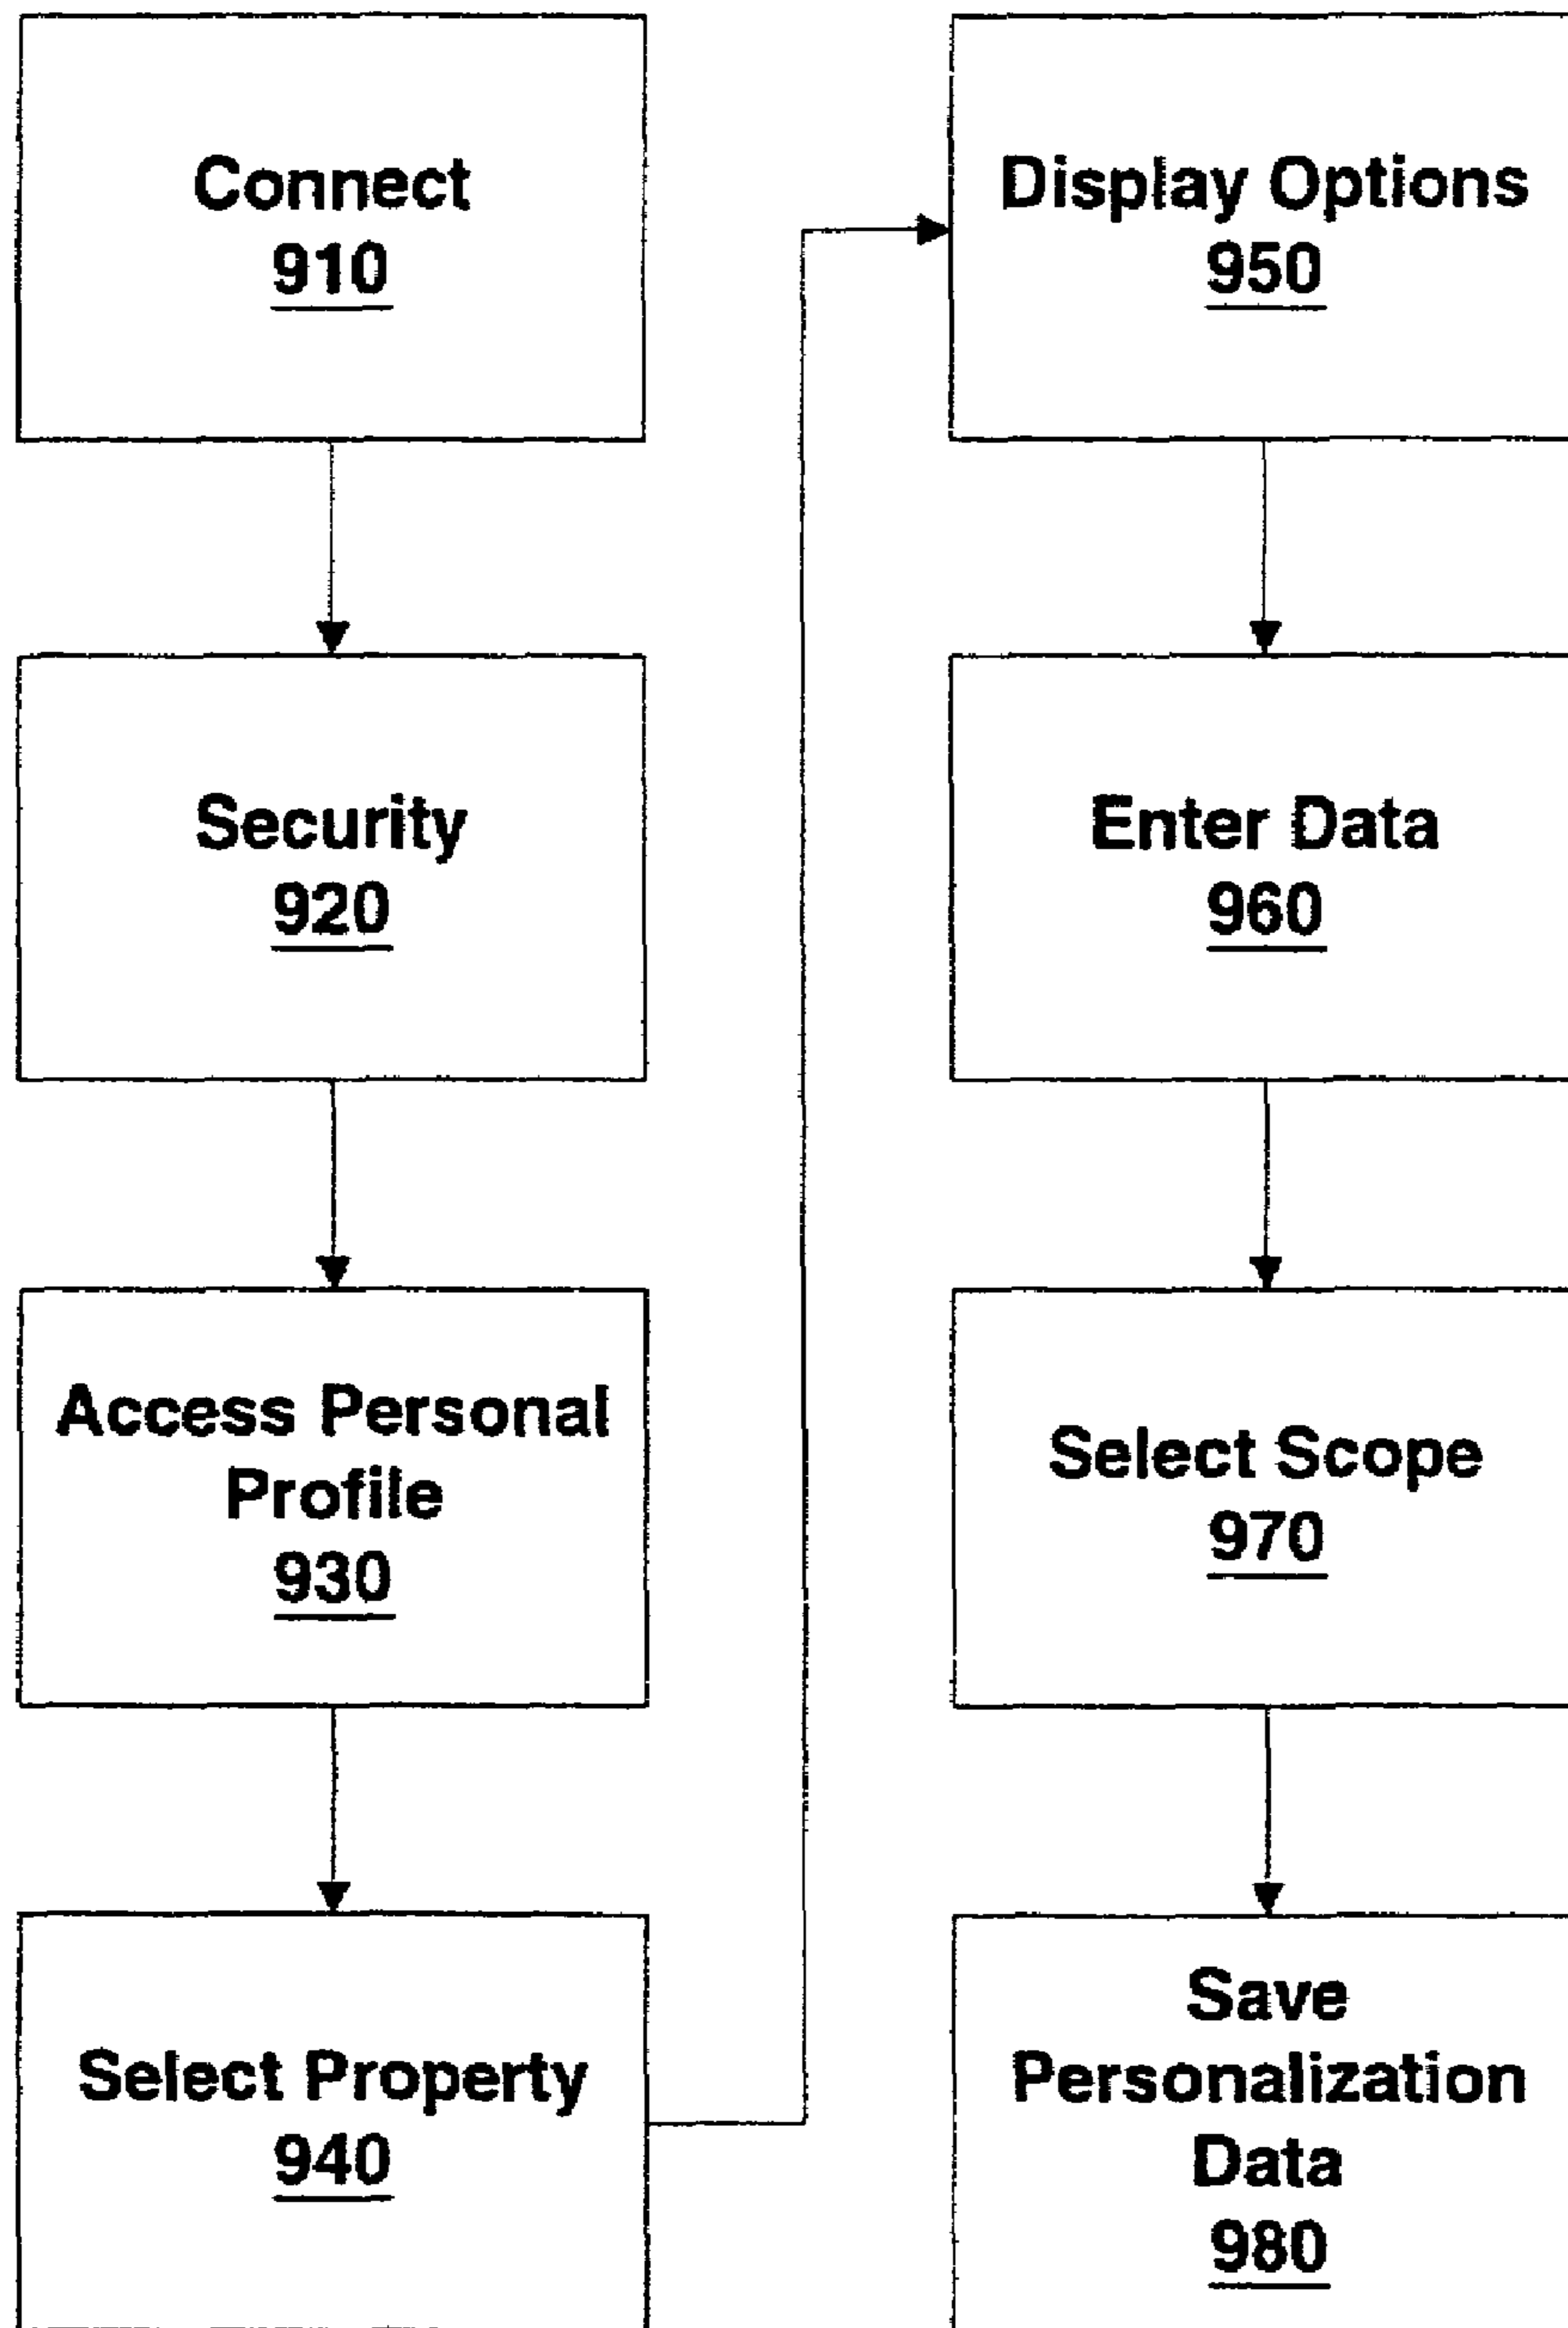 Connect
910
Security
920
Access Personal
Profile
930
Select Property
940
Display Options
950
Enter Data
960
Select Scope
970
Save
Personalization
Data
980